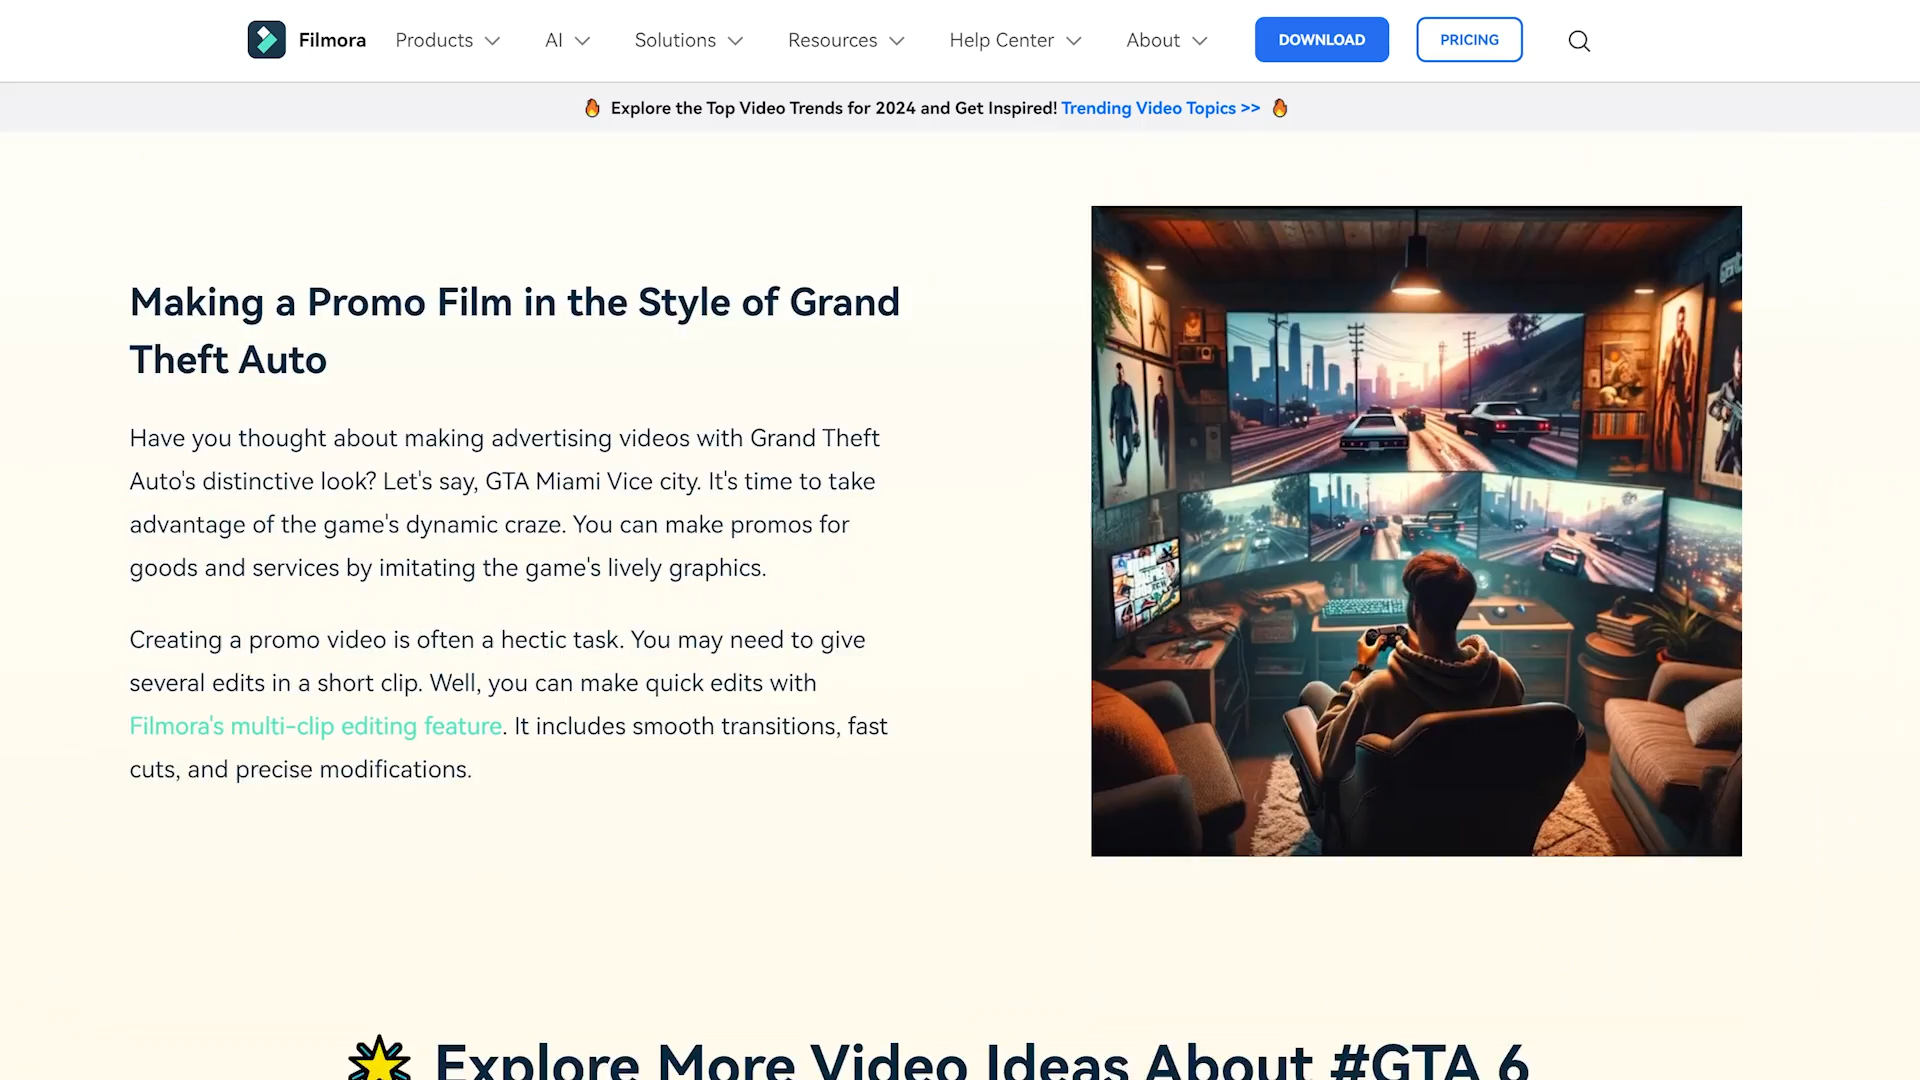 Filmora Products AI Solutions Resources Help Center About DOWNLOAD PRICING
Explore the Top Video Trends for 2024 and Get Inspired! Trending Video Topics >>
Making a Promo Film in the Style of Grand
Theft Auto
Have you thought about making advertising videos with Grand Theft
Auto's distinctive look? Let's say, GTA Miami Vice city. It's time to take
advantage of the game's dynamic craze. You can make promos for
goods and services by imitating the game's lively graphics.
Creating a promo video is often a hectic task. You may need to give
several edits in a short clip. Well, you can make quick edits with
Filmora's multi-clip editing feature. It includes smooth transitions, fast
cuts, and precise modifications.
Explore More Video Ideas About #GTA 6